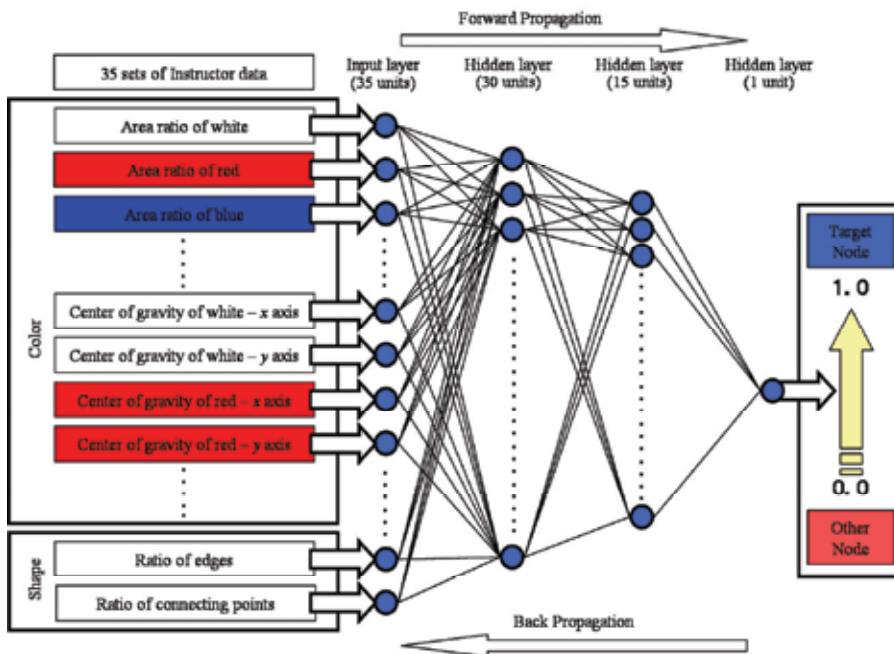 Forward Propagation
35 sets of Instructor data
Input layer
(35 units)
Hidden layer
(30 units)
Hidden layer
(15 units)
Hidden layer
(1 unit)
Color
Area ratio of white
Area ratio of red
Area ratio of blue
Center of gravity of white – x axis
Center of gravity of white – y axis
Center of gravity of red – x axis
Center of gravity of red – y axis
Shape
Ratio of edges
Ratio of connecting points
Target
Node
1.0
0.0
Other
Node
Back Propagation